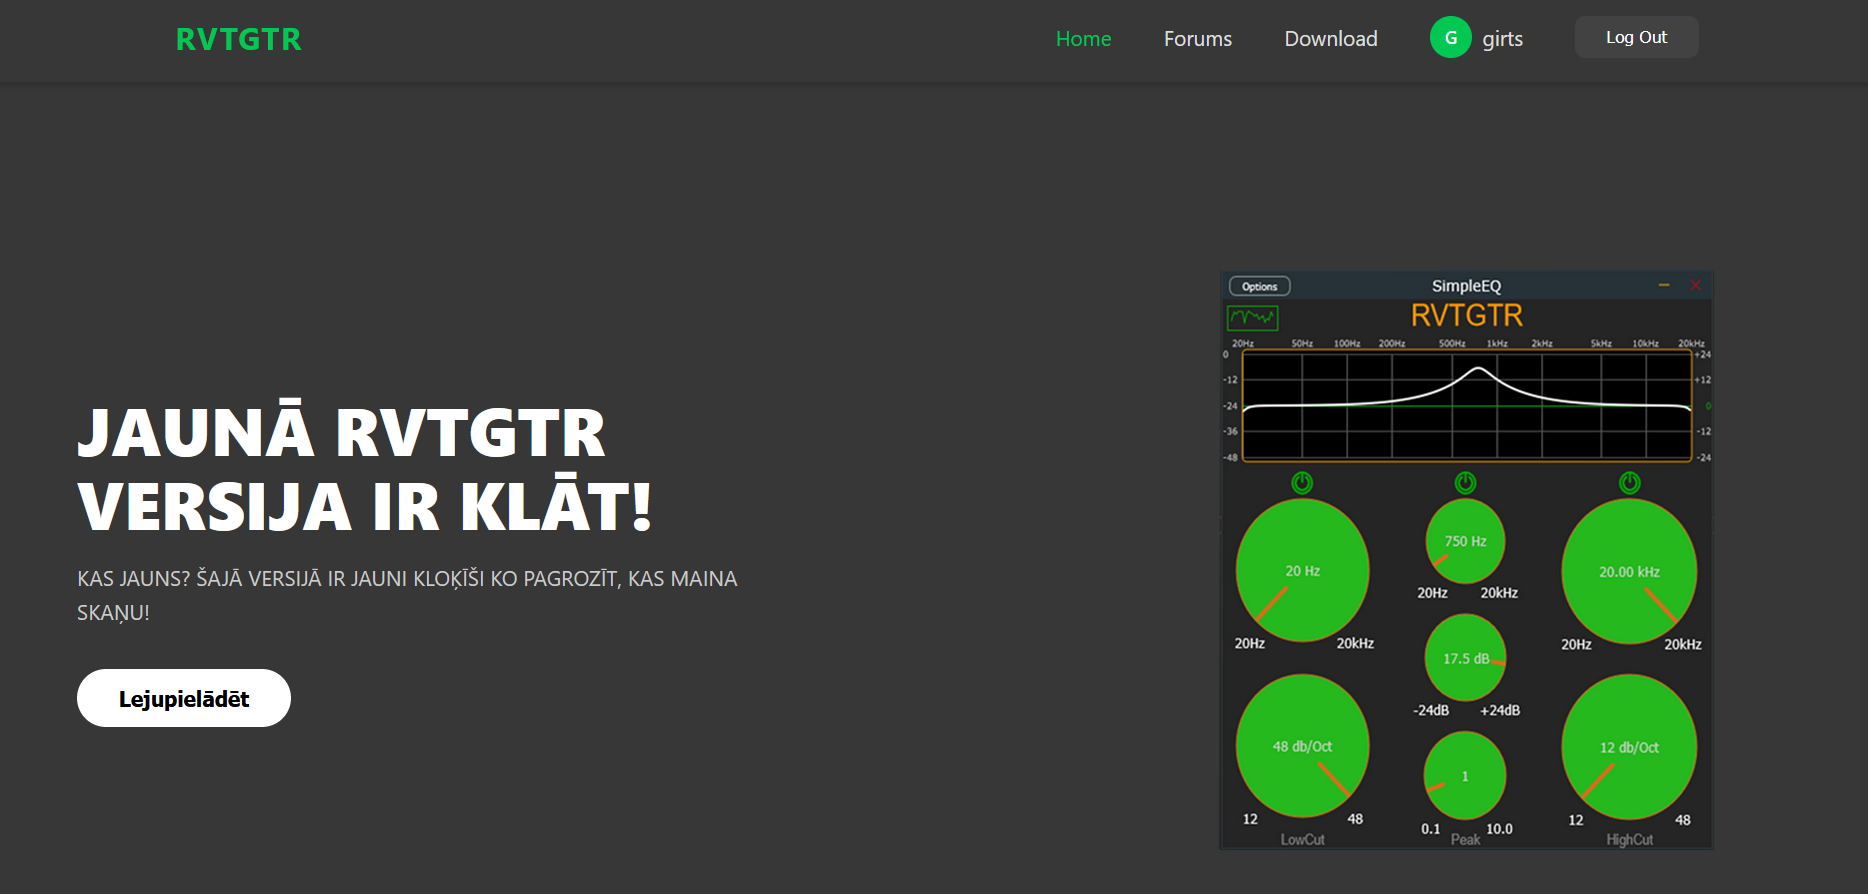 RVTGTR Home Forums Download G girts Log Out
JAUNĀ RVTGTR
VERSIJA IR KLĀT!
KAS JAUNS? ŠAJĀ VERSIJĀ IR JAUNI KLOĶĪŠI KO PAGROZĪT, KAS MAINA
SKAŅU!
Lejupielādēt
Options SimpleEQ
RVTGTR
20Hz 50Hz 100Hz 200Hz 500Hz 1kHz 2kHz 5kHz 10kHz 20kHz
0 +24
-12 +12
-24 0
-36 -12
-48 -24
750 Hz
20 Hz 20.00 kHz
20Hz 20kHz
20Hz 20kHz 20Hz 20kHz
17.5 dB
-24dB +24dB
48 db/Oct 12 db/Oct
1
12 48 12 48
0.1 10.0
LowCut Peak HighCut